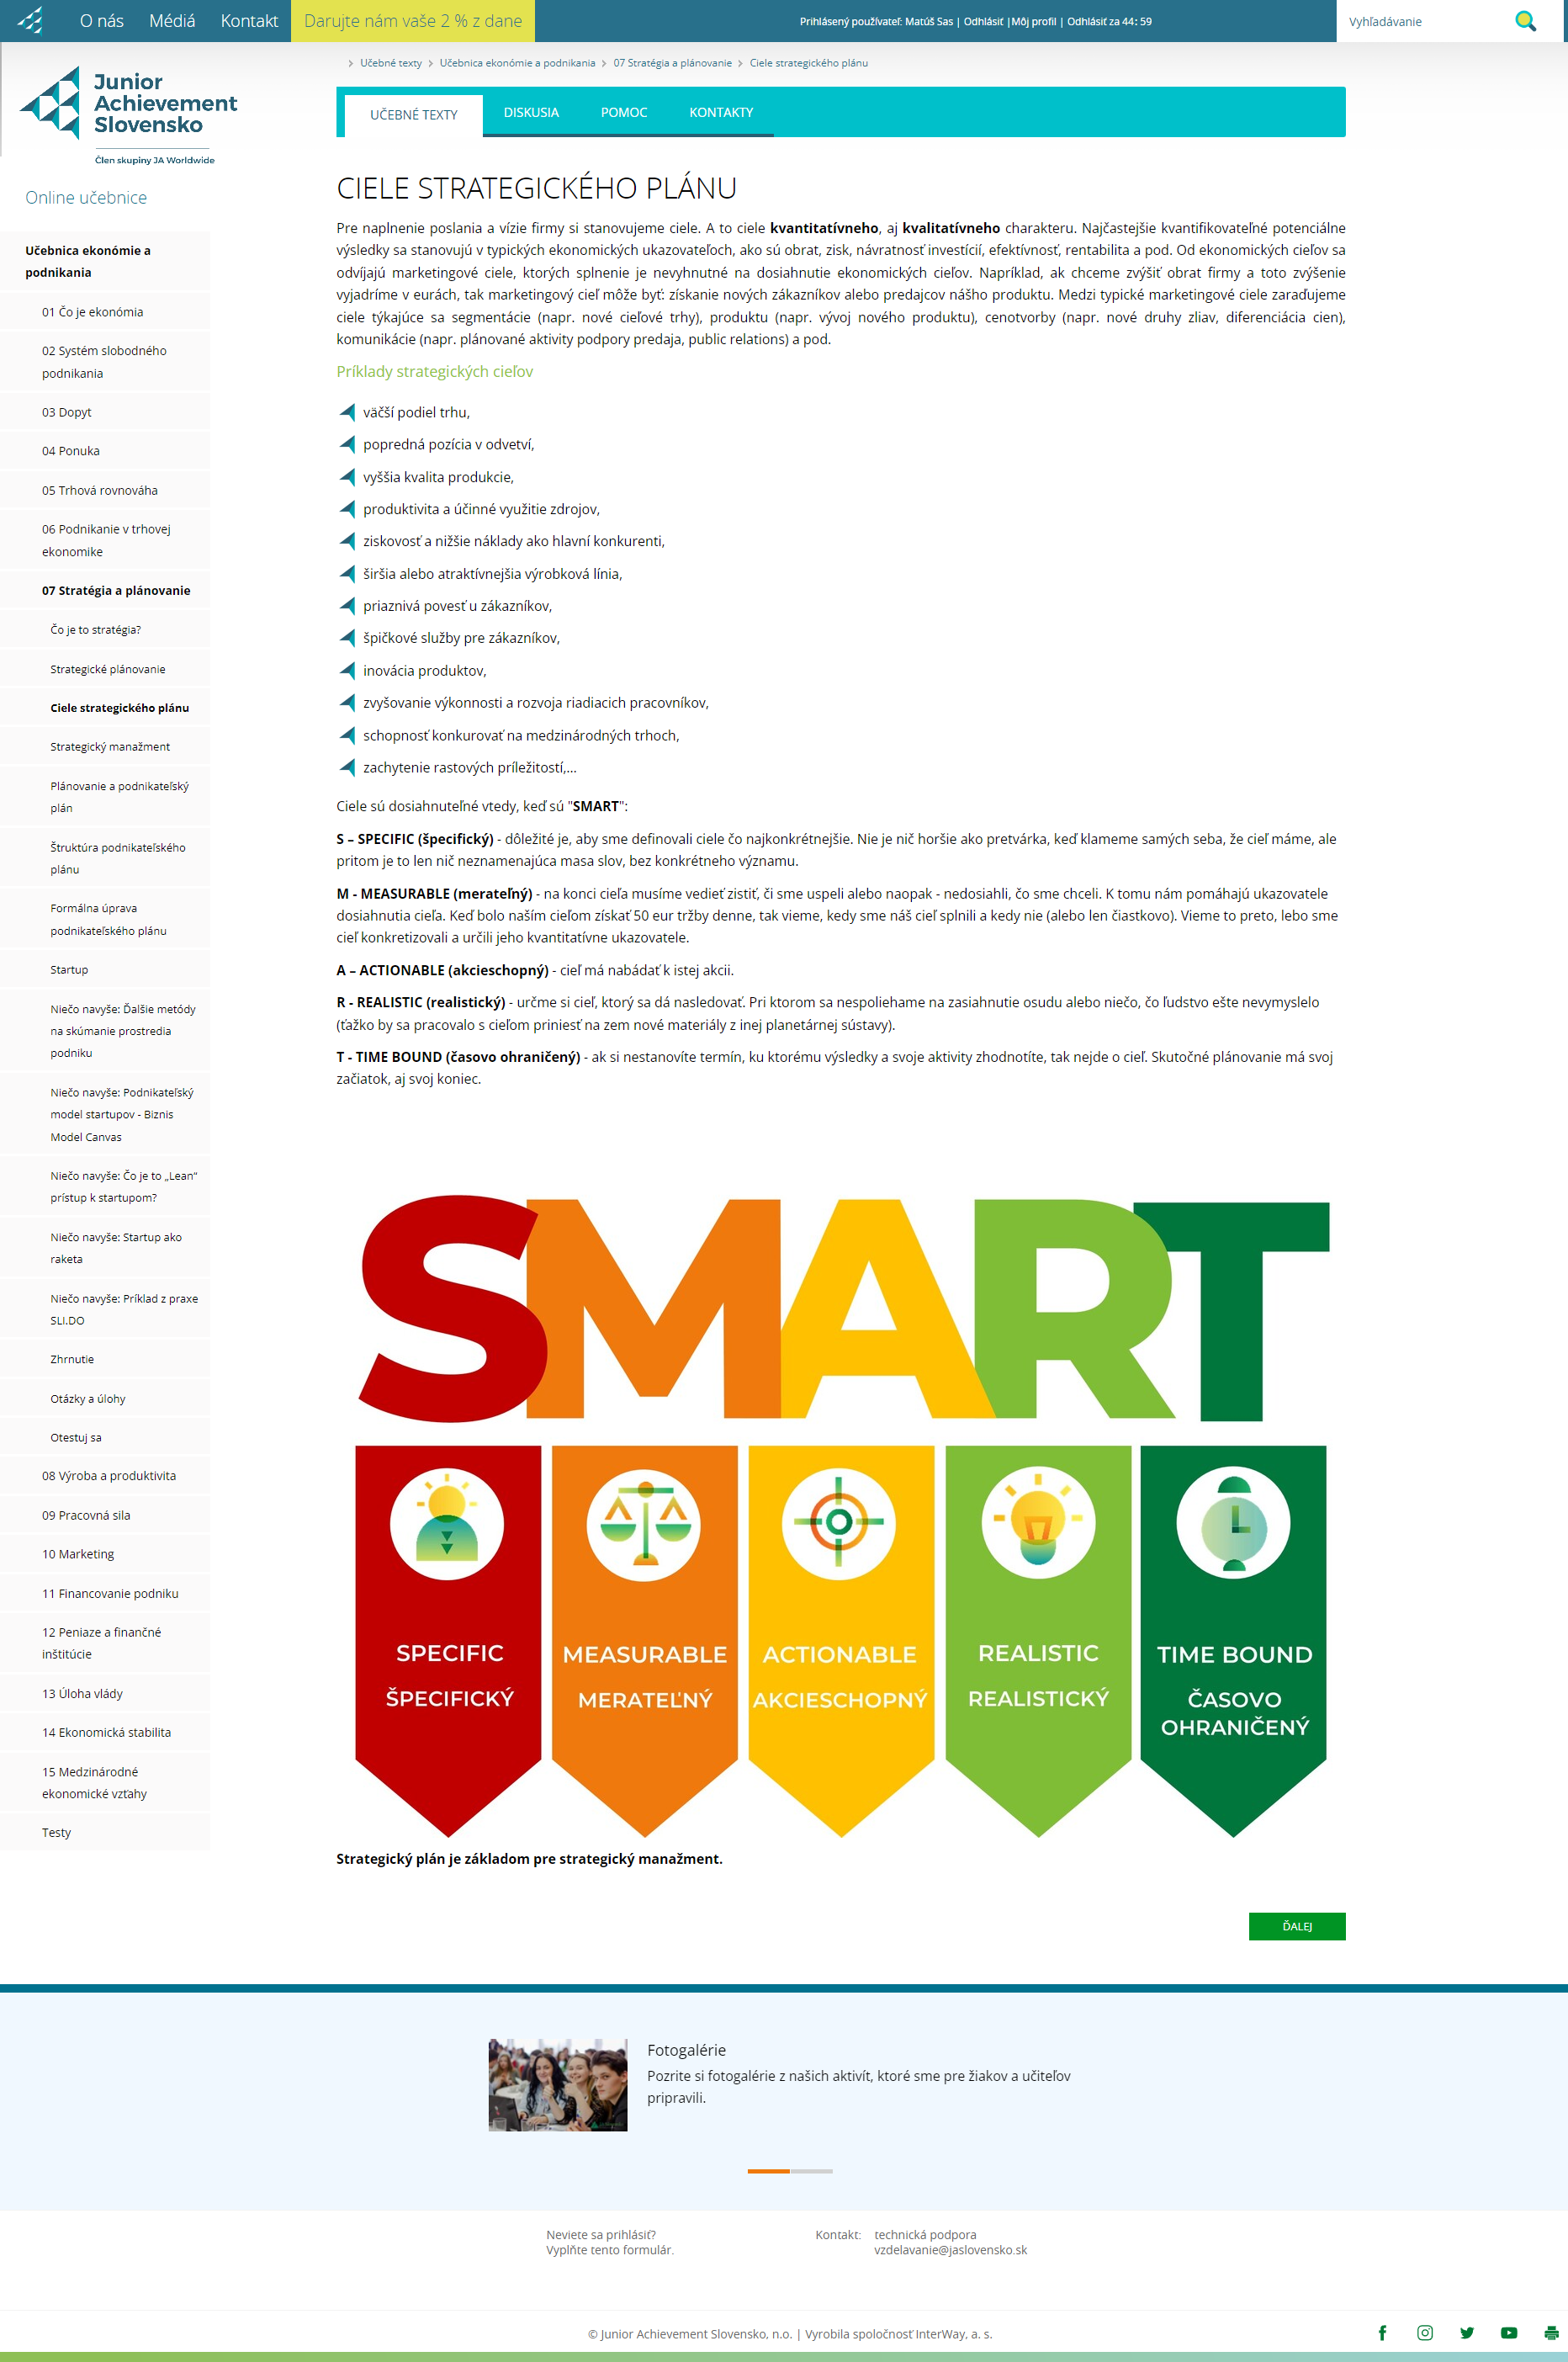 O nás Médiá Kontakt Darujte nám vaše 2 % z dane Prihlásený používateľ: Matúš Sas | Odhlásiť |Môj profil | Odhlásiť za 44: 59 Vyhľadávanie
Junior
Achievement
Slovensko
Člen skupiny JA Worldwide
Učebné texty Učebnica ekonómie a podnikania 07 Stratégia a plánovanie Ciele strategického plánu
UČEBNÉ TEXTY DISKUSIA POMOC KONTAKTY
Online učebnice
Učebnica ekonómie a
podnikania
01 Čo je ekonómia
02 Systém slobodného
podnikania
03 Dopyt
04 Ponuka
05 Trhová rovnováha
06 Podnikanie v trhovej
ekonomike
07 Stratégia a plánovanie
Čo je to stratégia?
Strategické plánovanie
Ciele strategického plánu
Strategický manažment
Plánovanie a podnikateľský
plán
Štruktúra podnikateľského
plánu
Formálna úprava
podnikateľského plánu
Startup
Niečo navyše: Ďalšie metódy
na skúmanie prostredia
podniku
Niečo navyše: Podnikateľský
model startupov - Biznis
Model Canvas
Niečo navyše: Čo je to „Lean“
prístup k startupom?
Niečo navyše: Startup ako
raketa
Niečo navyše: Príklad z praxe
SLI.DO
Zhrnutie
Otázky a úlohy
Otestuj sa
08 Výroba a produktivita
09 Pracovná sila
10 Marketing
11 Financovanie podniku
12 Peniaze a finančné
inštitúcie
13 Úloha vlády
14 Ekonomická stabilita
15 Medzinárodné
ekonomické vzťahy
Testy
CIELE STRATEGICKÉHO PLÁNU
Pre naplnenie poslania a vízie firmy si stanovujeme ciele. A to ciele kvantitatívneho, aj kvalitatívneho charakteru. Najčastejšie kvantifikovateľné potenciálne
výsledky sa stanovujú v typických ekonomických ukazovateľoch, ako sú obrat, zisk, návratnosť investícií, efektívnosť, rentabilita a pod. Od ekonomických cieľov sa
odvíjajú marketingové ciele, ktorých splnenie je nevyhnutné na dosiahnutie ekonomických cieľov. Napríklad, ak chceme zvýšiť obrat firmy a toto zvýšenie
vyjadríme v eurách, tak marketingový cieľ môže byť: získanie nových zákazníkov alebo predajcov nášho produktu. Medzi typické marketingové ciele zaraďujeme
ciele týkajúce sa segmentácie (napr. nové cieľové trhy), produktu (napr. vývoj nového produktu), cenotvorby (napr. nové druhy zliav, diferenciácia cien),
komunikácie (napr. plánované aktivity podpory predaja, public relations) a pod.
Príklady strategických cieľov
väčší podiel trhu,
popredná pozícia v odvetví,
vyššia kvalita produkcie,
produktivita a účinné využitie zdrojov,
ziskovosť a nižšie náklady ako hlavní konkurenti,
širšia alebo atraktívnejšia výrobková línia,
priaznivá povesť u zákazníkov,
špičkové služby pre zákazníkov,
inovácia produktov,
zvyšovanie výkonnosti a rozvoja riadiacich pracovníkov,
schopnosť konkurovať na medzinárodných trhoch,
zachytenie rastových príležitostí,...
Ciele sú dosiahnuteľné vtedy, keď sú "SMART":
S – SPECIFIC (špecifický) - dôležité je, aby sme definovali ciele čo najkonkrétnejšie. Nie je nič horšie ako pretvárka, keď klameme samých seba, že cieľ máme, ale
pritom je to len nič neznamenajúca masa slov, bez konkrétneho významu.
M - MEASURABLE (merateľný) - na konci cieľa musíme vedieť zistiť, či sme uspeli alebo naopak - nedosiahli, čo sme chceli. K tomu nám pomáhajú ukazovatele
dosiahnutia cieľa. Keď bolo naším cieľom získať 50 eur tržby denne, tak vieme, kedy sme náš cieľ splnili a kedy nie (alebo len čiastkovo). Vieme to preto, lebo sme
cieľ konkretizovali a určili jeho kvantitatívne ukazovatele.
A – ACTIONABLE (akcieschopný) - cieľ má nabádať k istej akcii.
R - REALISTIC (realistický) - určme si cieľ, ktorý sa dá nasledovať. Pri ktorom sa nespoliehame na zasiahnutie osudu alebo niečo, čo ľudstvo ešte nevymyslelo
(ťažko by sa pracovalo s cieľom priniesť na zem nové materiály z inej planetárnej sústavy).
T - TIME BOUND (časovo ohraničený) - ak si nestanovíte termín, ku ktorému výsledky a svoje aktivity zhodnotíte, tak nejde o cieľ. Skutočné plánovanie má svoj
začiatok, aj svoj koniec.
SMART
SPECIFIC
ŠPECIFICKÝ
MEASURABLE
MERATEĽNÝ
ACTIONABLE
AKCIESCHOPNÝ
REALISTIC
REALISTICKÝ
TIME BOUND
ČASOVO
OHRANIČENÝ
Strategický plán je základom pre strategický manažment.
ĎALEJ
Fotogalérie
Pozrite si fotogalérie z našich aktivít, ktoré sme pre žiakov a učiteľov
pripravili.
Neviete sa prihlásiť?
Vyplňte tento formulár.
Kontakt: technická podpora
vzdelavanie@jaslovensko.sk
© Junior Achievement Slovensko, n.o. | Vyrobila spoločnosť InterWay, a. s.